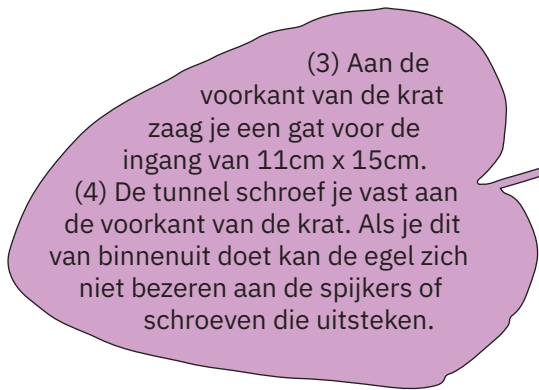 (3) Aan de
voorkant van de krat
zaag je een gat voor de
ingang van 11cm x 15cm.
(4) De tunnel schroef je vast aan
de voorkant van de krat. Als je dit
van binnenuit doet kan de egel zich
niet bezeren aan de spijkers of
schroeven die uitsteken.